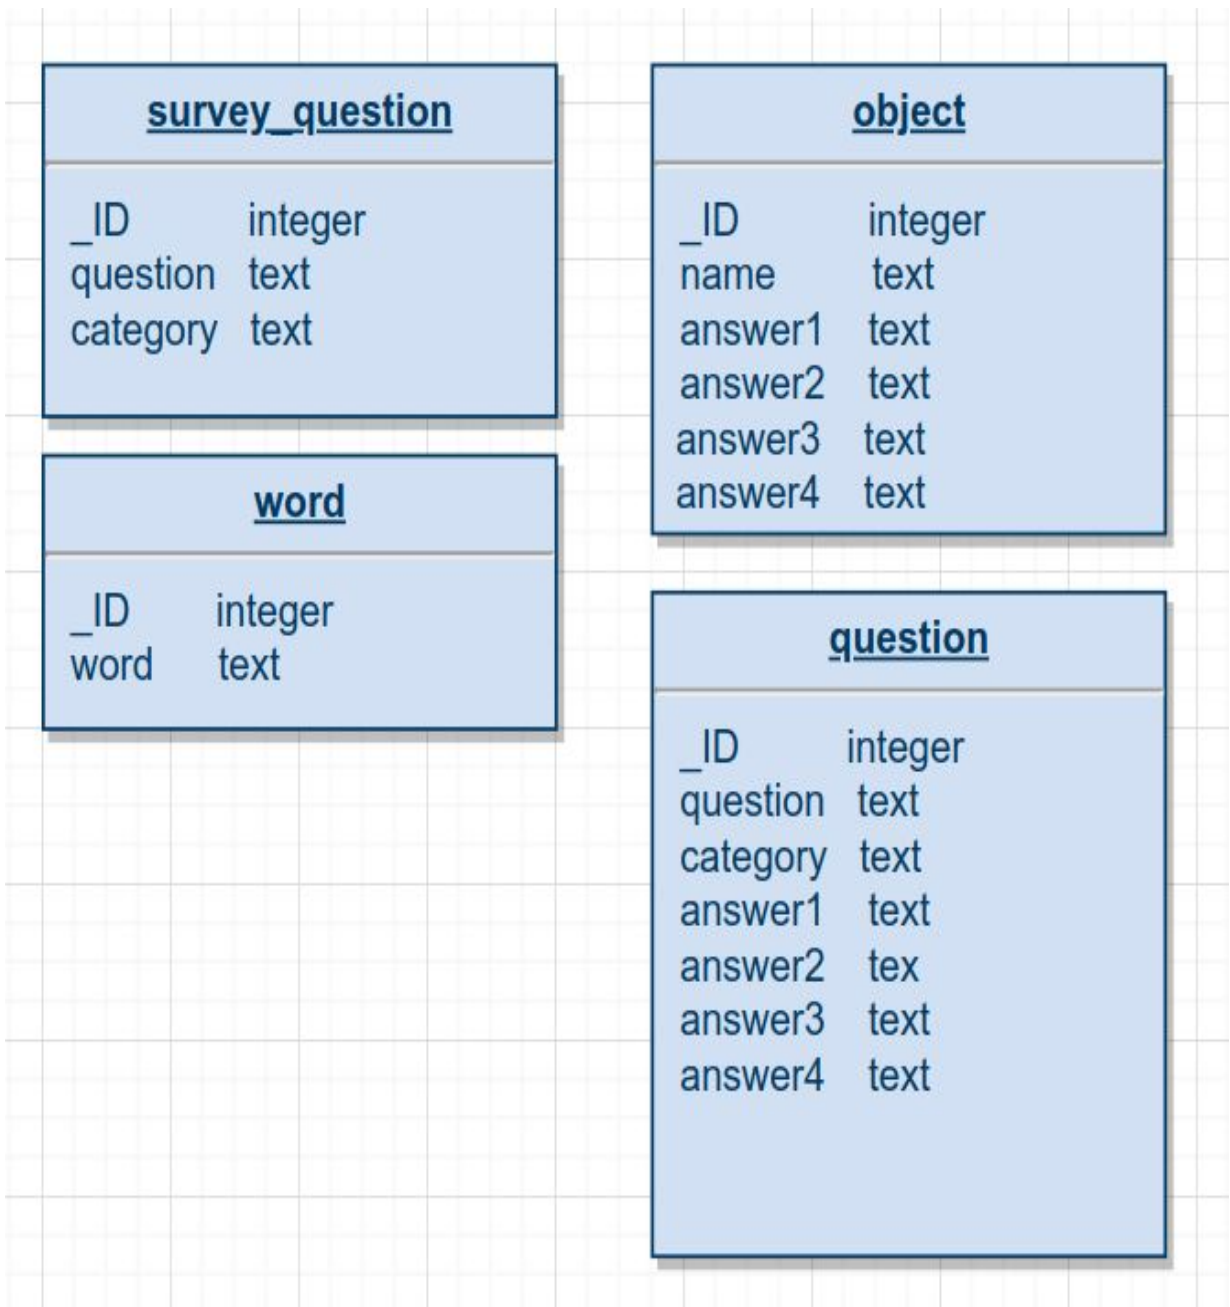 survey_question
_ID integer
question text
category text
word
_ID integer
word text
object
_ID integer
name text
answer1 text
answer2 text
answer3 text
answer4 text
question
_ID integer
question text
category text
answer1 text
answer2 tex
answer3 text
answer4 text